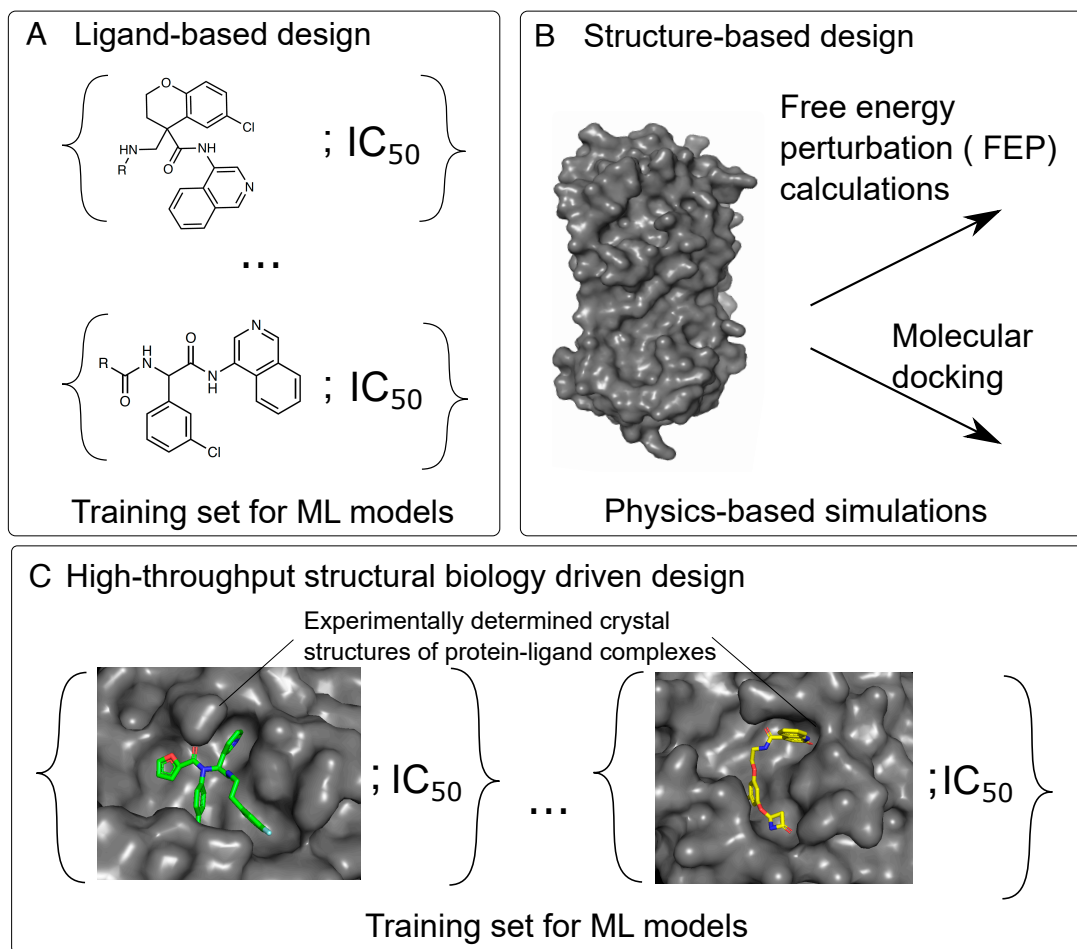 A Ligand-based design
O
Cl
HN
R
NH
O
N
; IC50
...
N
O
H
N
R
O
N
H
Cl
; IC50
Training set for ML models
B Structure-based design
Free energy
perturbation ( FEP)
calculations
Molecular
docking
Physics-based simulations
C High-throughput structural biology driven design
Experimentally determined crystal
structures of protein-ligand complexes
; IC50
...
; IC50
Training set for ML models